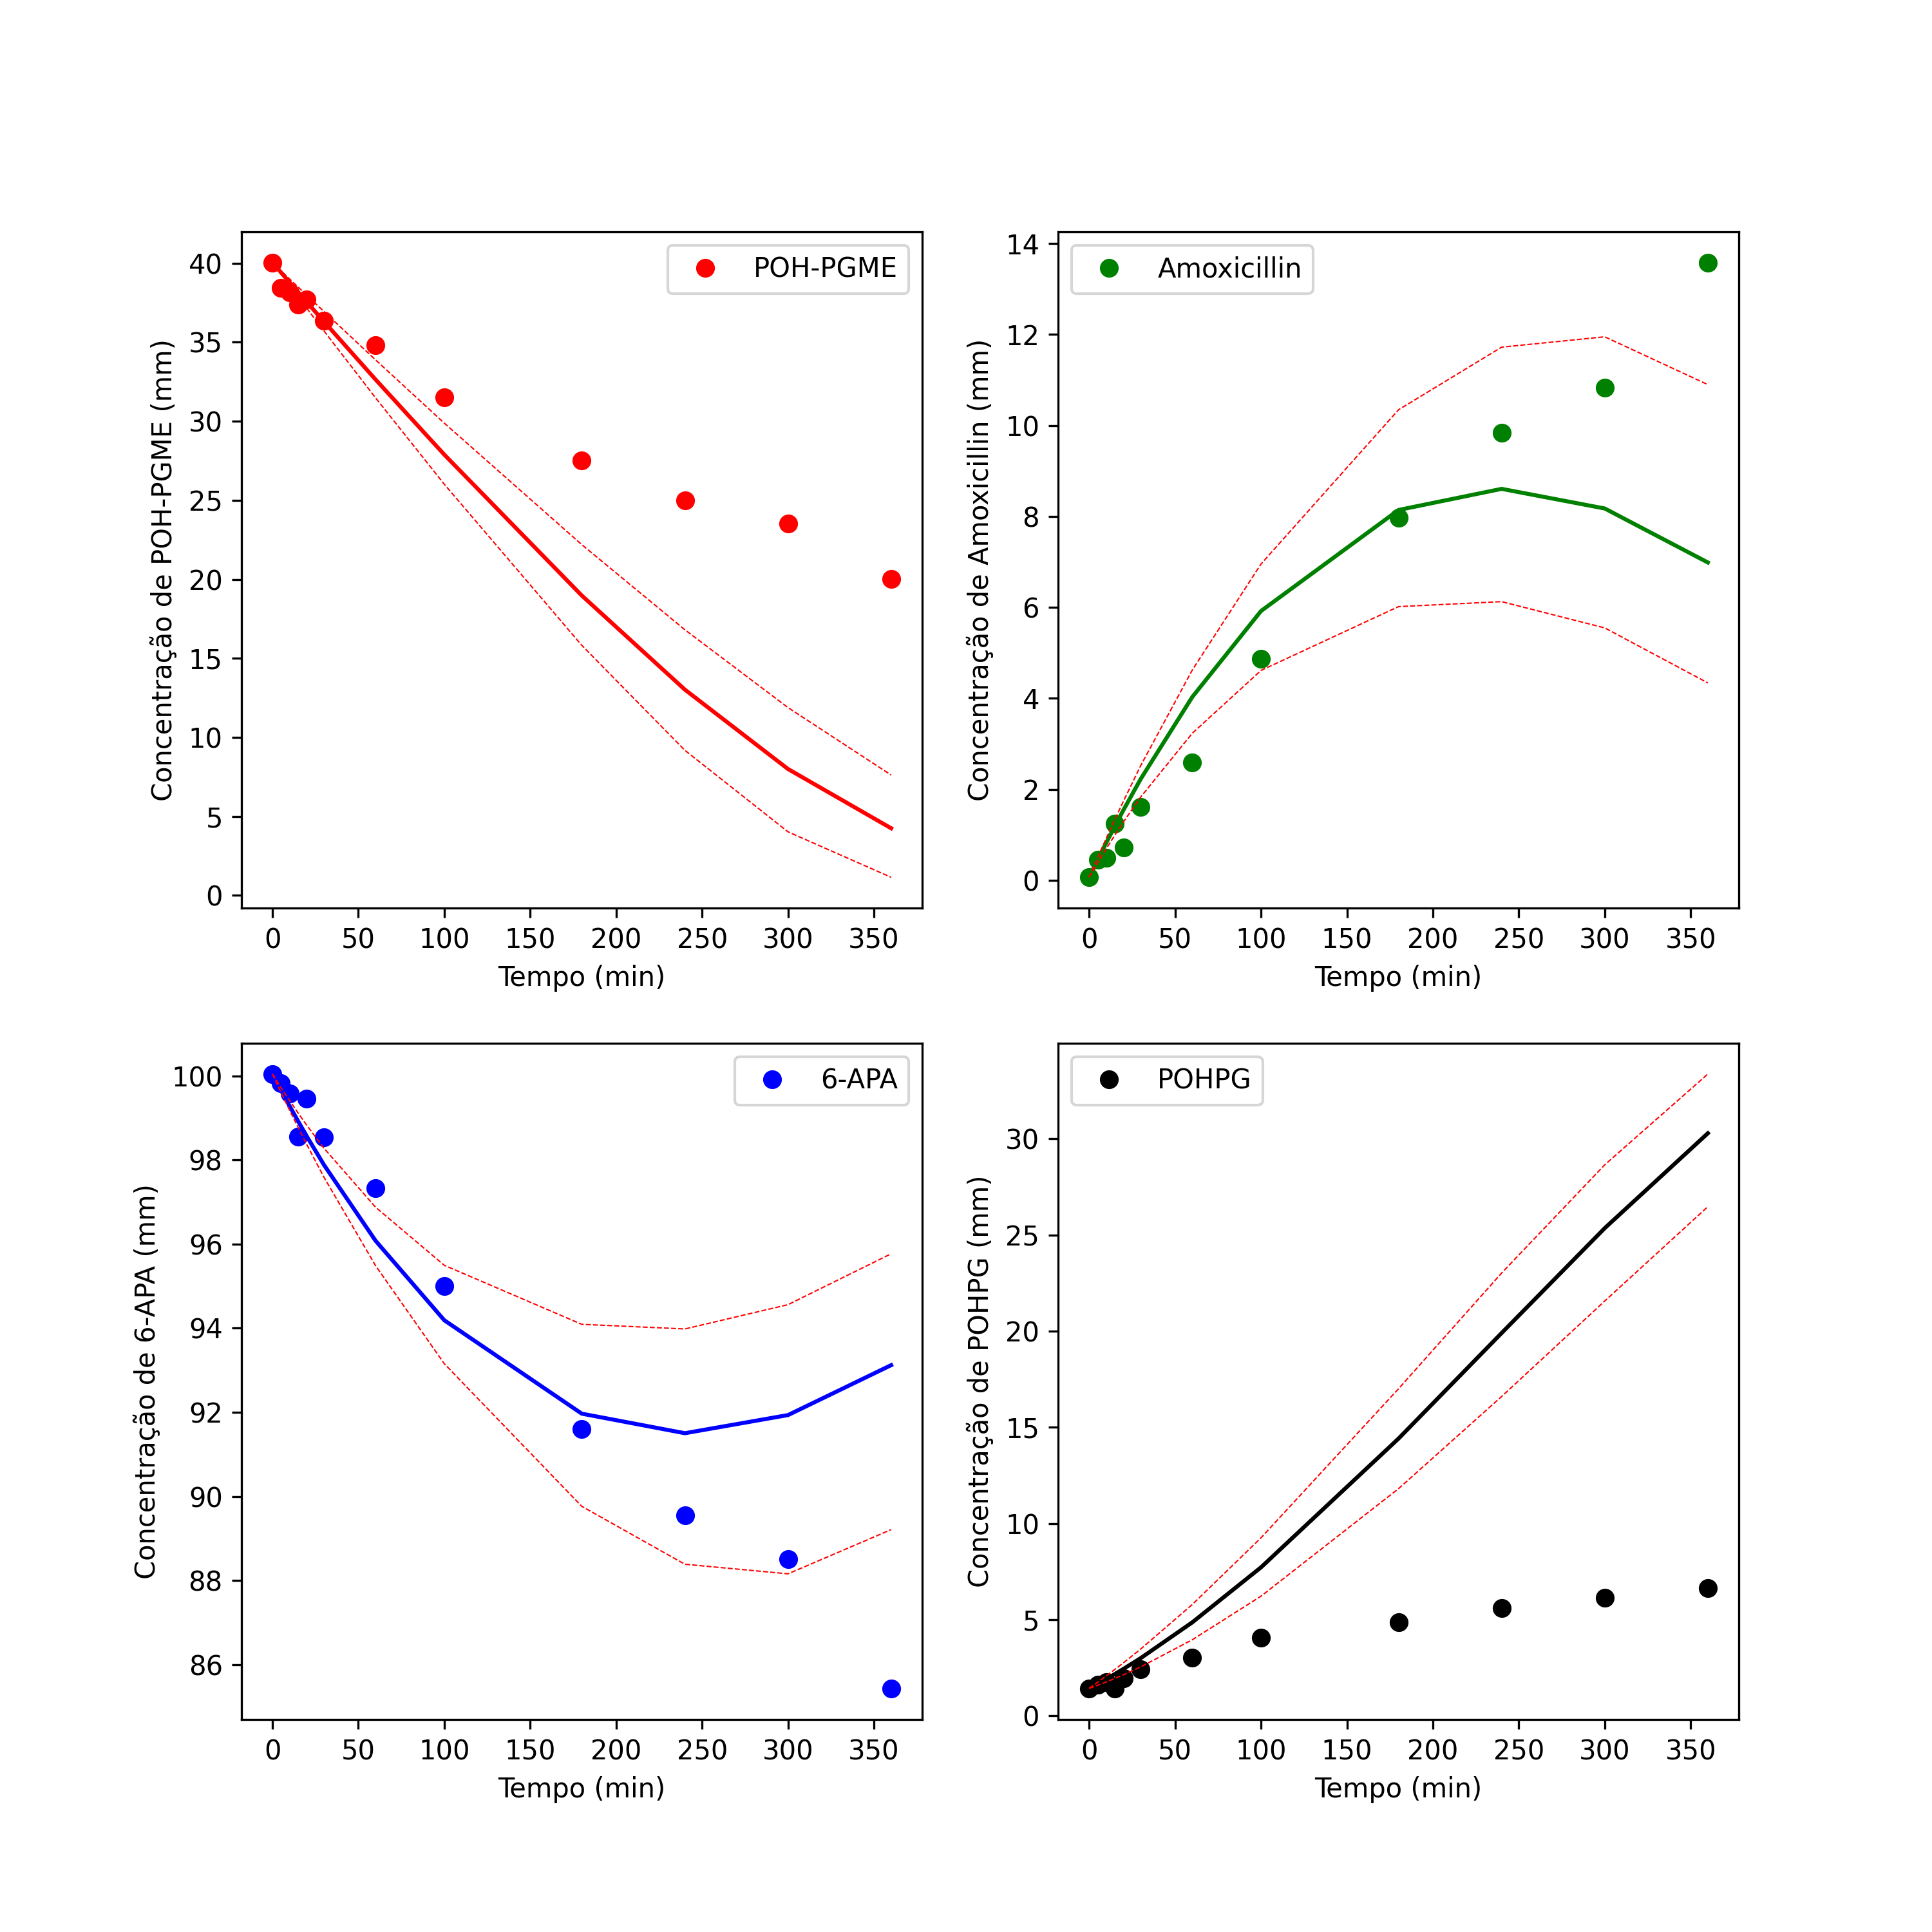 POH-PGME
Concentração de POH-PGME (mm)
40
35
30
25
20
15
10
5
0
0 50 100 150 200 250 300 350
Tempo (min)
Amoxicillin
Concentração de Amoxicillin (mm)
14
12
10
8
6
4
2
0
0 50 100 150 200 250 300 350
Tempo (min)
6-APA
Concentração de 6-APA (mm)
100
98
96
94
92
90
88
86
0 50 100 150 200 250 300 350
Tempo (min)
POHPG
Concentração de POHPG (mm)
30
25
20
15
10
5
0
0 50 100 150 200 250 300 350
Tempo (min)